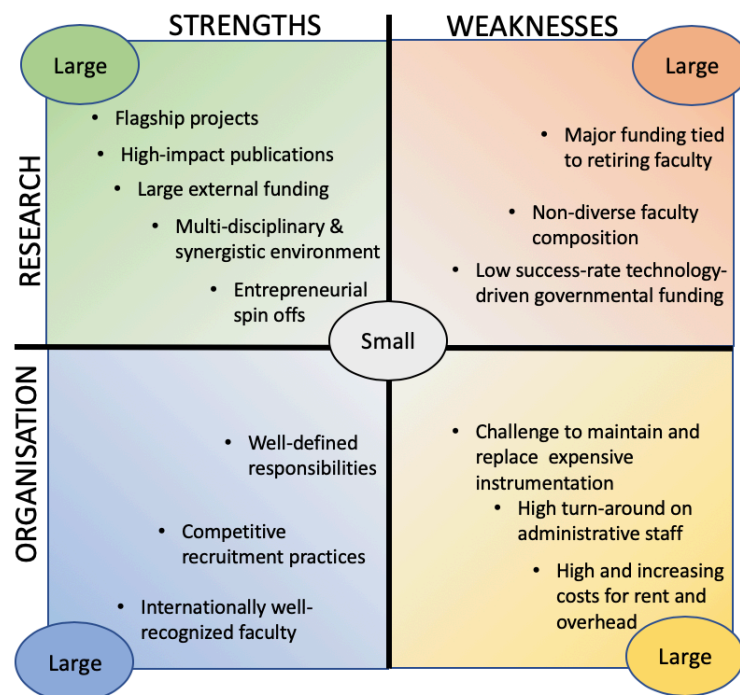 STRENGTHS
WEAKNESSES
Large
Large
RESEARCH
• Flagship projects
• High-impact publications
• Large external funding
• Multi-disciplinary &
synergistic environment
• Entrepreneurial
spin offs
• Major funding tied
to retiring faculty
• Non-diverse faculty
composition
• Low success-rate technology-
driven governmental funding
Small
ORGANISATION
• Well-defined
responsibilities
• Competitive
recruitment practices
• Internationally well-
recognized faculty
• Challenge to maintain and
replace expensive
instrumentation
• High turn-around on
administrative staff
• High and increasing
costs for rent and
overhead
Large
Large